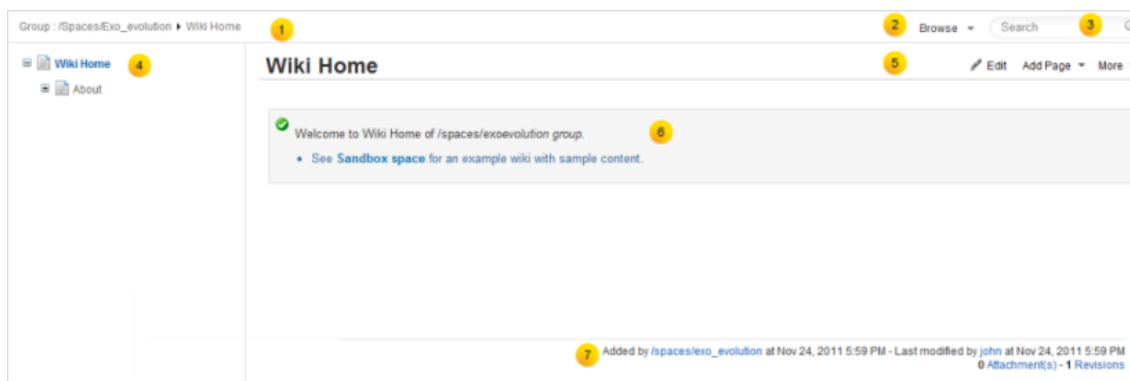 Group : /Spaces/Exo_evolution Wiki Home 1 2 Browse Search 3
Wiki Home 4
Wiki Home 5 Edit Add Page More
About
Welcome to Wiki Home of /spaces/exoevolution group. 6
• See Sandbox space for an example wiki with sample content.
7 Added by /spaces/exo_evolution at Nov 24, 2011 5:59 PM - Last modified by john at Nov 24, 2011 5:59 PM
0 Attachment(s) - 1 Revisions